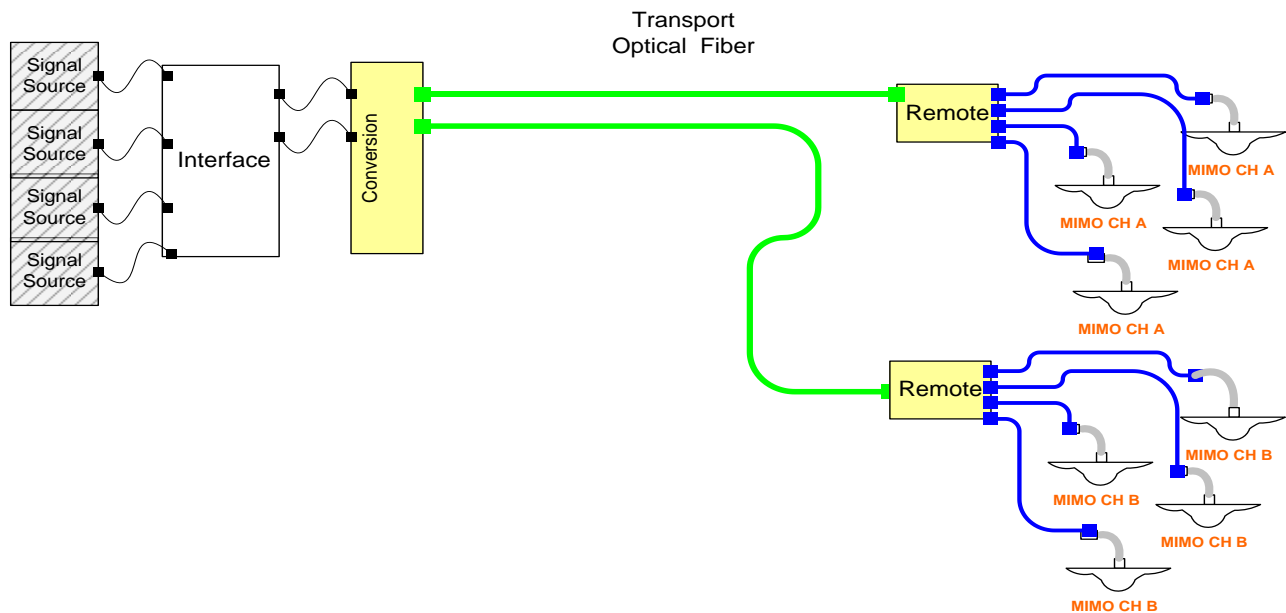 Transport
Optical Fiber
Signal
Source
Signal
Source
Signal
Source
Signal
Source
Interface
Conversion
Remote
MIMO CH A
MIMO CH A
MIMO CH A
MIMO CH A
Remote
MIMO CH B
MIMO CH B
MIMO CH B
MIMO CH B